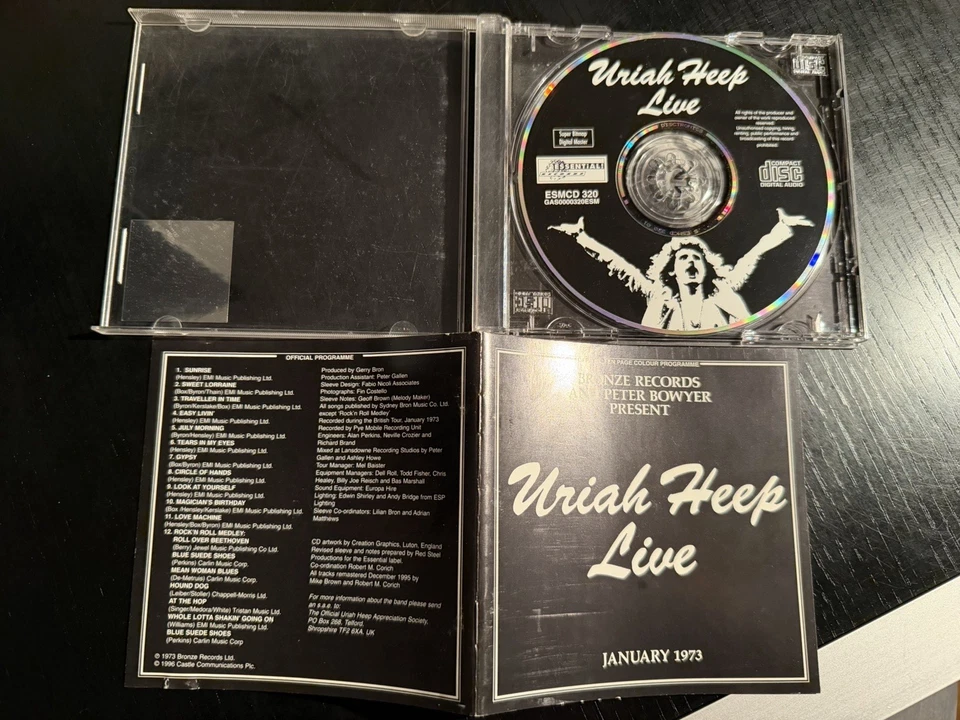 Uriah Heep
Live
All rights of the producer and
owner of the work reproduced
reserved.
Unauthorised copying, hiring,
renting, public performance and
broadcasting of this record
prohibited.
Super Bitmap
Digital Master
ESSENTIAL!
ESMCD 320
GAS0000320ESM
COMPACT
disc
DIGITAL AUDIO
OFFICIAL PROGRAMME
1. SUNRISE
(Hensley) EMI Music Publishing Ltd.
2. SWEET LORRAINE
(Box/Byron/Thain) EMI Music Publishing Ltd.
3. TRAVELLER IN TIME
(Byron/Kerslake/Box) EMI Music Publishing Ltd.
4. EASY LIVIN'
(Hensley) EMI Music Publishing Ltd.
5. JULY MORNING
(Byron/Hensley) EMI Music Publishing Ltd.
6. TEARS IN MY EYES
(Hensley) EMI Music Publishing Ltd.
7. GYPSY
(Box/Byron) EMI Music Publishing Ltd.
8. CIRCLE OF HANDS
(Hensley) EMI Music Publishing Ltd.
9. LOOK AT YOURSELF
(Hensley) EMI Music Publishing Ltd.
10. MAGICIAN'S BIRTHDAY
(Box /Hensley/Kerslake) EMI Music Publishing Ltd.
11. LOVE MACHINE
(Hensley/Box/Byron) EMI Music Publishing Ltd.
12. ROCK'N ROLL MEDLEY:
ROLL OVER BEETHOVEN
(Berry) Jewel Music Publishing Co Ltd.
BLUE SUEDE SHOES
(Perkins) Carlin Music Corp.
MEAN WOMAN BLUES
(De-Metruis) Carlin Music Corp.
HOUND DOG
(Leiber/Stoller) Chappell-Morris Ltd.
AT THE HOP
(Singer/Medora/White) Tristan Music Ltd.
WHOLE LOTTA SHAKIN' GOING ON
(Williams) EMI Music Publishing Ltd.
BLUE SUEDE SHOES
(Perkins) Carlin Music Corp
℗ 1973 Bronze Records Ltd.
© 1996 Castle Communications Plc.
Produced by Gerry Bron
Production Assistant: Peter Gallen
Sleeve Design: Fabio Nicoli Associates
Photographs: Fin Costello
Sleeve Notes: Geoff Brown (Melody Maker)
All songs published by Sydney Bron Music Co. Ltd.
except 'Rock'n Roll Medley'
Recorded during the British Tour, January 1973
Recorded by Pye Mobile Recording Unit
Engineers: Alan Perkins, Neville Crozier and
Richard Brand
Mixed at Lansdowne Recording Studios by Peter
Gallen and Ashley Howe
Tour Manager: Mel Baister
Equipment Managers: Dell Roll, Todd Fisher, Chris
Healey, Billy Joe Reisch and Bas Marshall
Sound Equipment: Europa Hire
Lighting: Edwin Shirley and Andy Bridge from ESP
Lighting
Sleeve Co-ordinators: Lilian Bron and Adrian
Matthews
CD artwork by Creation Graphics, Luton, England
Revised sleeve and notes prepared by Red Steel
Productions for the Essential label.
Co-ordination Robert M. Corich
All tracks remastered December 1995 by
Mike Brown and Robert M. Corich
For more information about the band please send
an s.a.e. to:
The Official Uriah Heep Appreciation Society,
PO Box 268, Telford,
Shropshire TF2 6XA, UK
PAGE COLOUR PROGRAMME
BRONZE RECORDS
PETER BOWYER
PRESENT
Uriah Heep
Live
JANUARY 1973